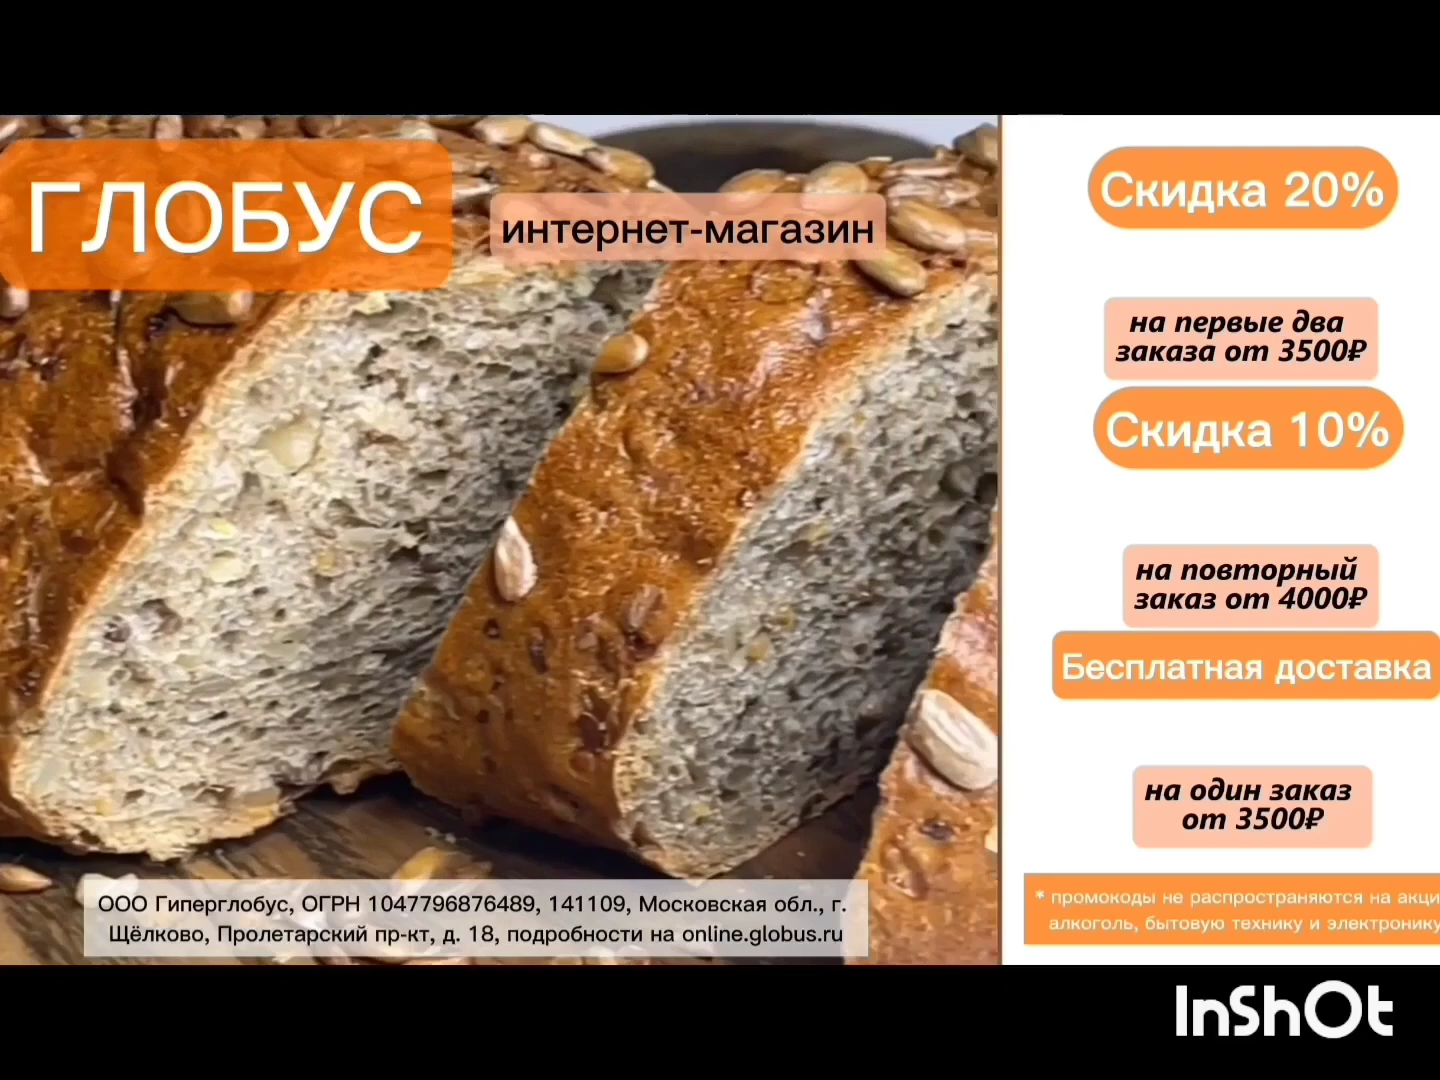 ГЛОБУС
интернет-магазин
Скидка 20%
на первые два
заказа от 3500₽
Скидка 10%
на повторный
заказ от 4000₽
Бесплатная доставка
на один заказ
от 3500₽
* промокоды не распространяются на акци
алкоголь, бытовую технику и электронику
ООО Гиперглобус, ОГРН 1047796876489, 141109, Московская обл., г.
Щёлково, Пролетарский пр-кт, д. 18, подробности на online.globus.ru
InShOt